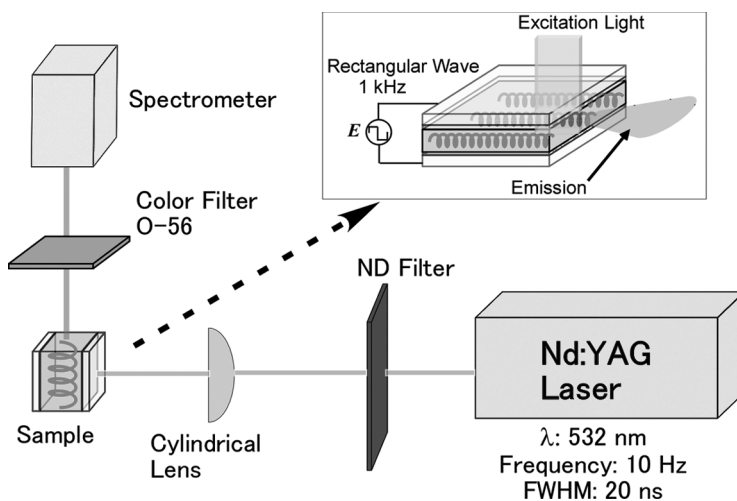 Excitation Light
Rectangular Wave
1 kHz
E
Emission
Spectrometer
Color Filter
O-56
ND Filter
Nd:YAG
Laser
Sample
Cylindrical
Lens
λ: 532 nm
Frequency: 10 Hz
FWHM: 20 ns